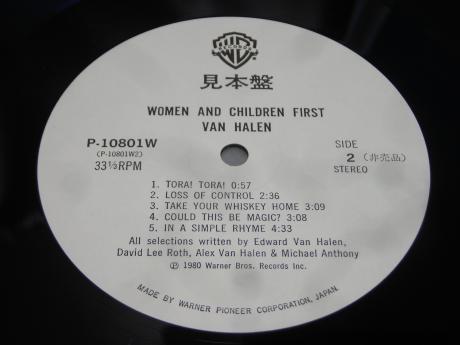 RECORDS
見本盤
WOMEN AND CHILDREN FIRST
VAN HALEN
P-10801W
(P-10801W2)
33⅓RPM
SIDE
2 (非売品)
STEREO
1. TORA! TORA! 0:57
2. LOSS OF CONTROL 2:36
3. TAKE YOUR WHISKEY HOME 3:09
4. COULD THIS BE MAGIC? 3:08
5. IN A SIMPLE RHYME 4:33
All selections written by Edward Van Halen,
David Lee Roth, Alex Van Halen & Michael Anthony
Ⓟ 1980 Warner Bros. Records Inc.
MADE BY WARNER PIONEER CORPORATION, JAPAN.